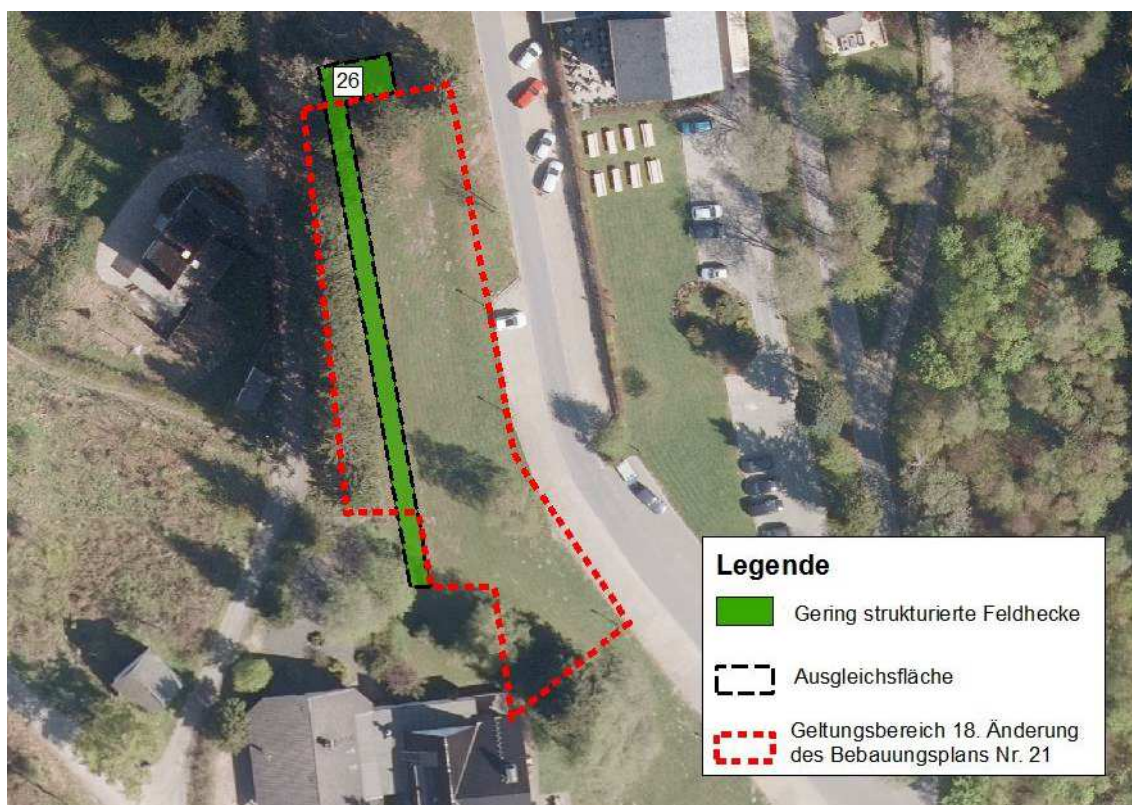 26
Legende
Gering strukturierte Feldhecke
Ausgleichsfläche
Geltungsbereich 18. Änderung
des Bebauungsplans Nr. 21